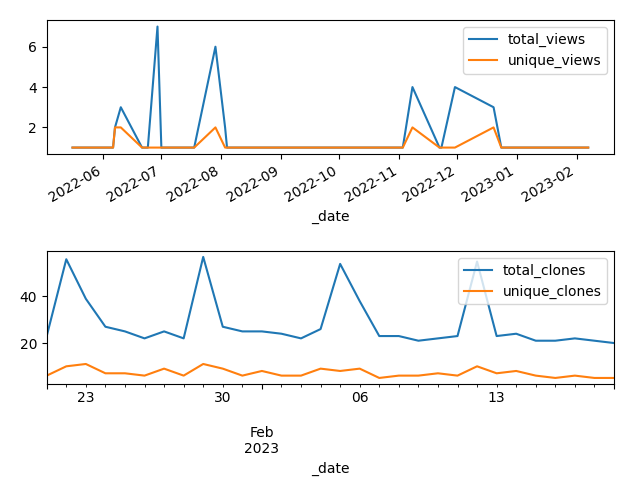 total_views
unique_views
6
4
2
2022-06 2022-07 2022-08 2022-09 2022-10 2022-11 2022-12 2023-01 2023-02
_date
total_clones
unique_clones
40
20
23 30 06 13
Feb
2023
_date